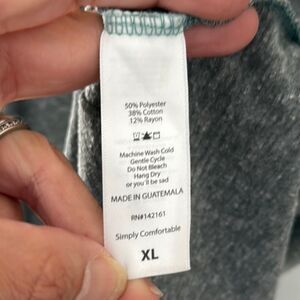 50% Polyester
38% Cotton
12% Rayon
Machine Wash Cold
Gentle Cycle
Do Not Bleach
Hang Dry
or you'll be sad
MADE IN GUATEMALA
RN#142161
Simply Comfortable
XL